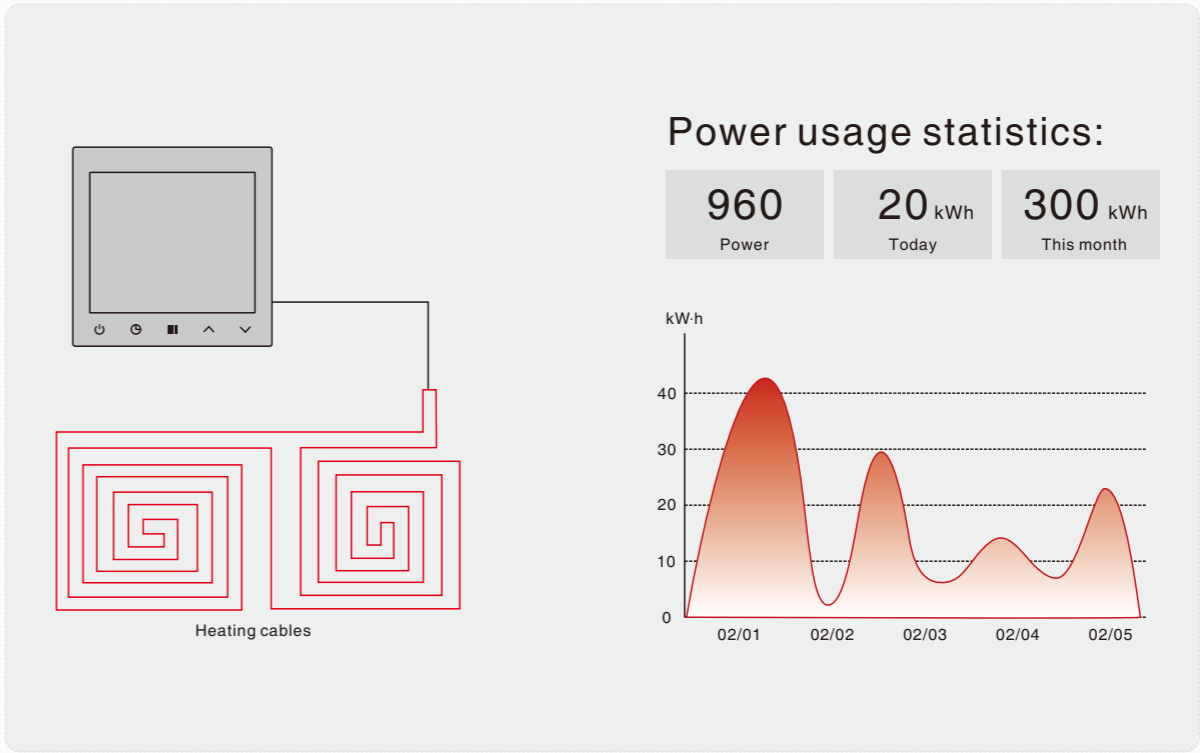 Power usage statistics:
960
Power
20 kWh
Today
300 kWh
This month
kW·h
40
30
20
10
0
02/01 02/02 02/03 02/04 02/05
Heating cables